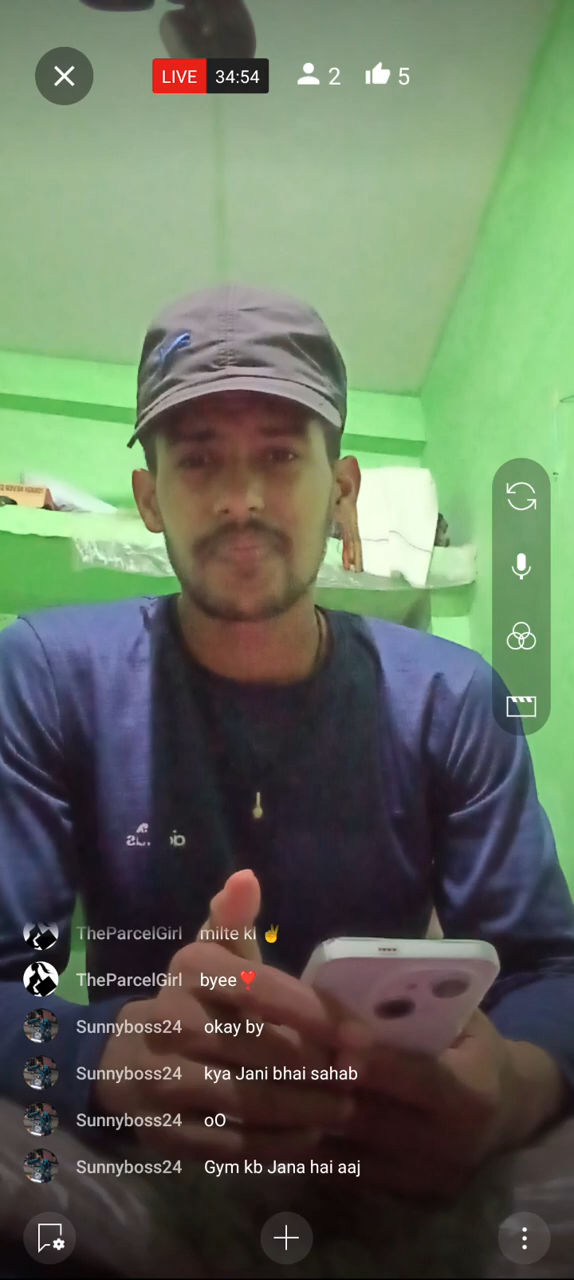 LIVE 34:54 2 5
TheParcelGirl milte kl ✌️
TheParcelGirl byee❣️
Sunnyboss24 okay by
Sunnyboss24 kya Jani bhai sahab
Sunnyboss24 oO
Sunnyboss24 Gym kb Jana hai aaj